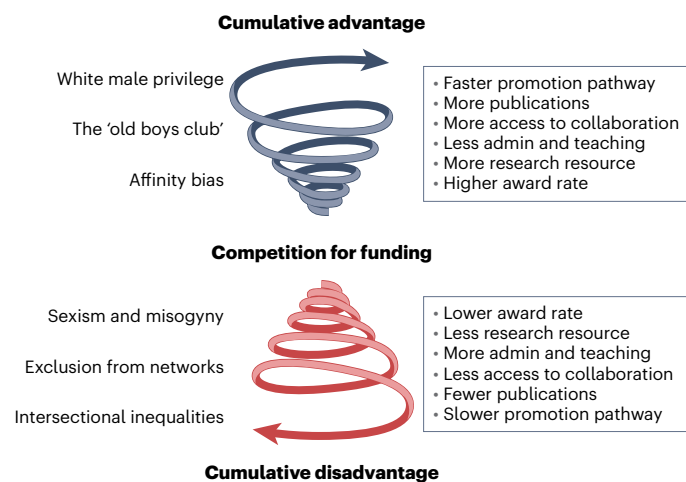 Cumulative advantage
White male privilege
The ‘old boys club’
Affinity bias
• Faster promotion pathway
• More publications
• More access to collaboration
• Less admin and teaching
• More research resource
• Higher award rate
Competition for funding
Sexism and misogyny
Exclusion from networks
Intersectional inequalities
• Lower award rate
• Less research resource
• More admin and teaching
• Less access to collaboration
• Fewer publications
• Slower promotion pathway
Cumulative disadvantage